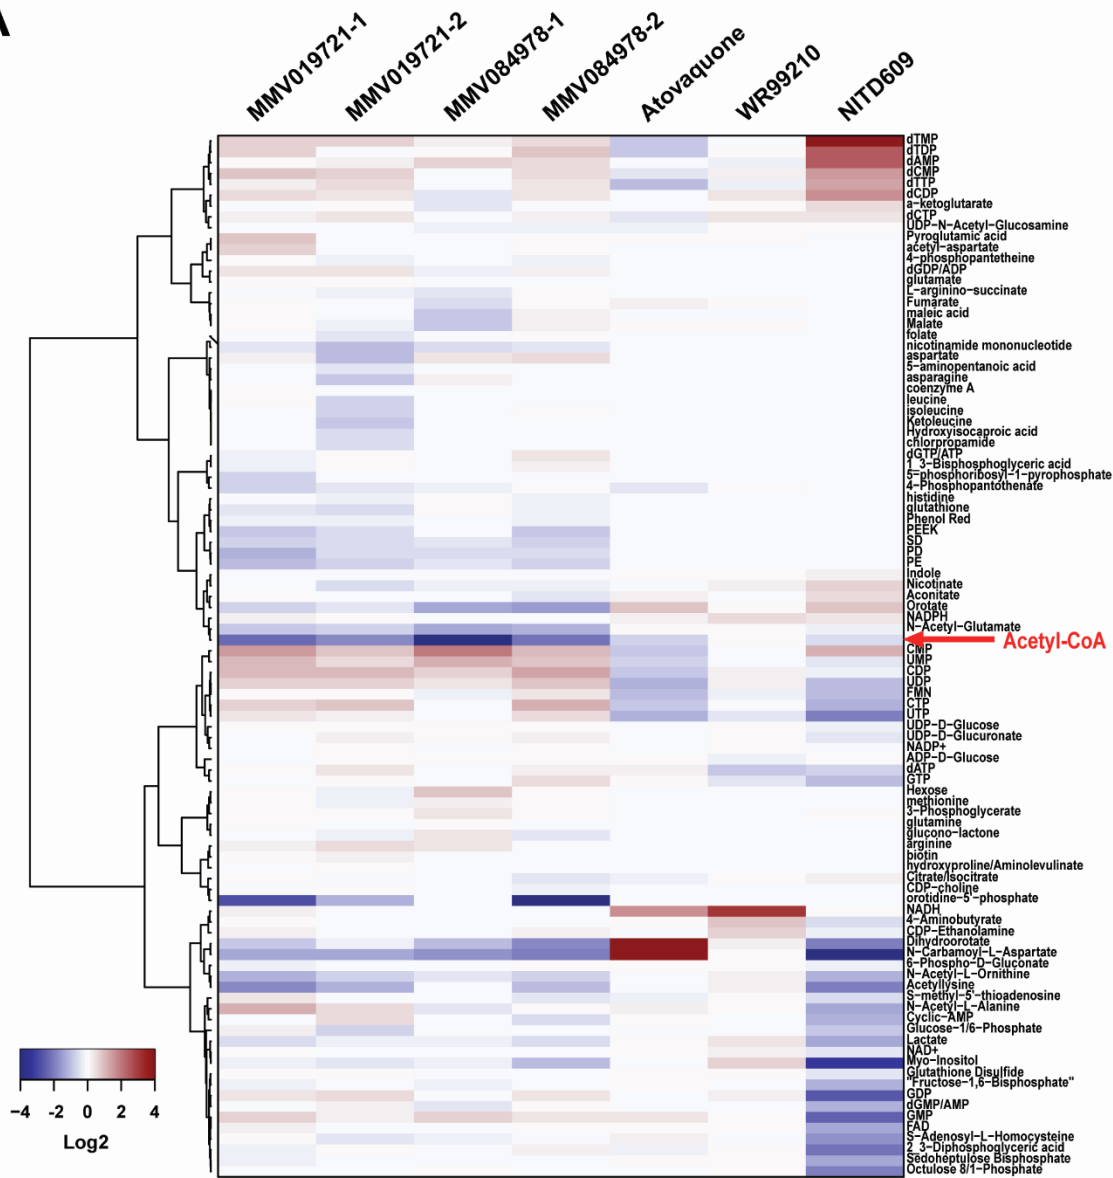 A
MMV019721-1
MMV019721-2
MMV084978-1
MMV084978-2
Atovaquone
WR99210
NITD609
dTMP
dTDP
dAMP
dCMP
dTTP
dCDP
a-ketoglutarate
dCTP
UDP-N-Acetyl-Glucosamine
Pyroglutamic acid
acetyl-aspartate
4-phosphopantetheine
dGDP/ADP
glutamate
L-arginino-succinate
Fumarate
maleic acid
Malate
folate
nicotinamide mononucleotide
aspartate
5-aminopentanoic acid
asparagine
coenzyme A
leucine
isoleucine
Ketoleucine
Hydroxyisocaproic acid
chlorpropamide
dGTP/ATP
1_3-Bisphosphoglyceric acid
5-phosphoribosyl-1-pyrophosphate
4-Phosphopantothenate
histidine
glutathione
Phenol Red
PEEK
SD
PD
PE
Indole
Nicotinate
Aconitate
Orotate
NADPH
N-Acetyl-Glutamate
Acetyl-CoA
CMP
UMP
CDP
UDP
FMN
CTP
UTP
UDP-D-Glucose
UDP-D-Glucuronate
NADP+
ADP-D-Glucose
dATP
GTP
Hexose
methionine
3-Phosphoglycerate
glutamine
glucono-lactone
arginine
biotin
hydroxyproline/Aminolevulinate
Citrate/Isocitrate
CDP-choline
orotidine-5'-phosphate
NADH
4-Aminobutyrate
CDP-Ethanolamine
Dihydroorotate
N-Carbamoyl-L-Aspartate
6-Phospho-D-Gluconate
N-Acetyl-L-Ornithine
Acetyllysine
S-methyl-5'-thioadenosine
N-Acetyl-L-Alanine
Cyclic-AMP
Glucose-1/6-Phosphate
Lactate
NAD+
Myo-Inositol
Glutathione Disulfide
"Fructose-1,6-Bisphosphate"
GDP
dGMP/AMP
GMP
FAD
S-Adenosyl-L-Homocysteine
2_3-Diphosphoglyceric acid
Sedoheptulose Bisphosphate
Octulose 8/1-Phosphate
-4 -2 0 2 4
Log2